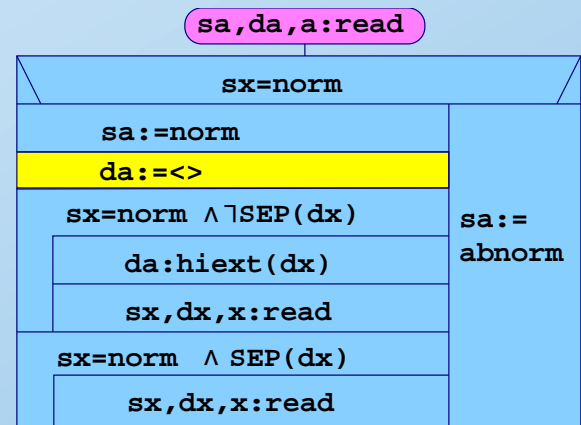 sa,da,a:read
sx=norm
sa:=norm
da:=<>
sx=norm ∧ ㄱSEP(dx)
sa:=
abnorm
da:hiext(dx)
sx,dx,x:read
sx=norm ∧ SEP(dx)
sx,dx,x:read